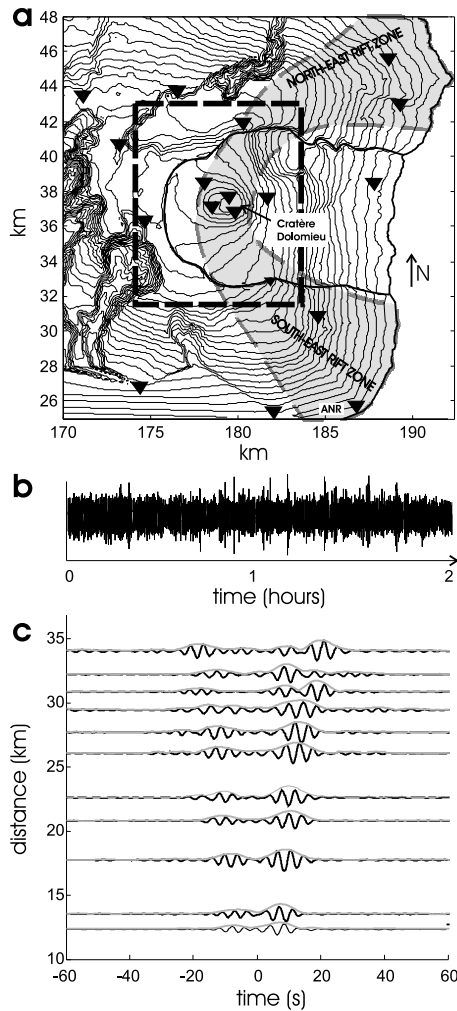 a
48
46
44
42
40
38
36
34
32
30
28
26
km
NORTH-EAST RIFT-ZONE
Cratère
Dolomieu
N
SOUTH-EAST RIFT ZONE
ANR
170
175
180
185
190
km
b
0
1
2
time (hours)
c
35
30
25
20
15
10
distance (km)
-60
-40
-20
0
20
40
60
time (s)